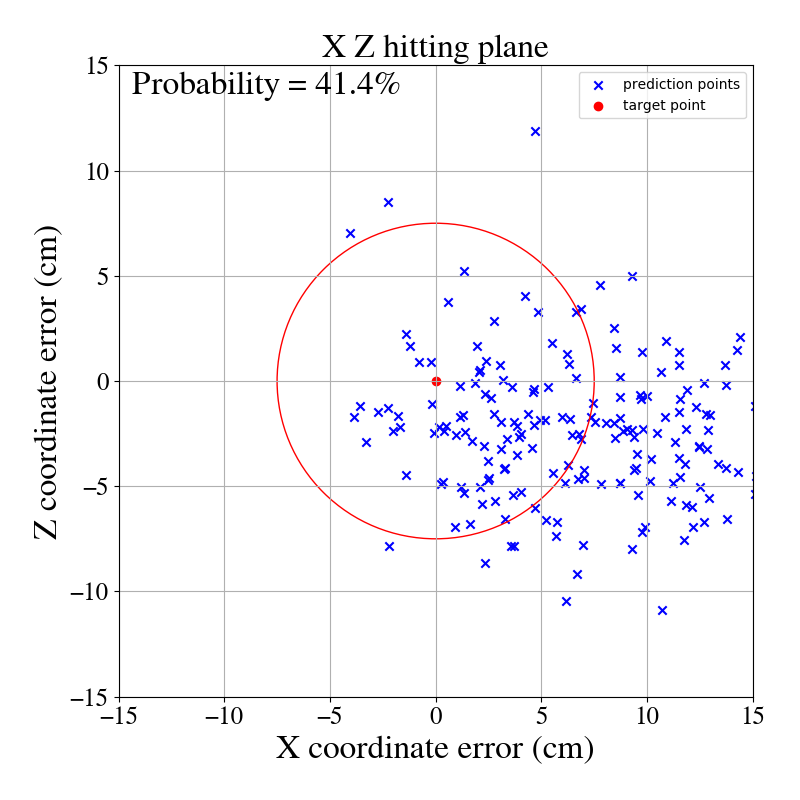 X Z hitting plane
Probability = 41.4%
prediction points
target point
15
10
5
0
−5
−10
−15
Z coordinate error (cm)
−15 −10 −5 0 5 10 15
X coordinate error (cm)